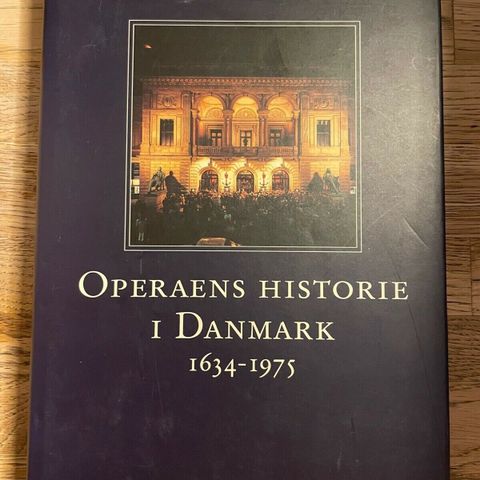 OPERAENS HISTORIE
I DANMARK
1634-1975